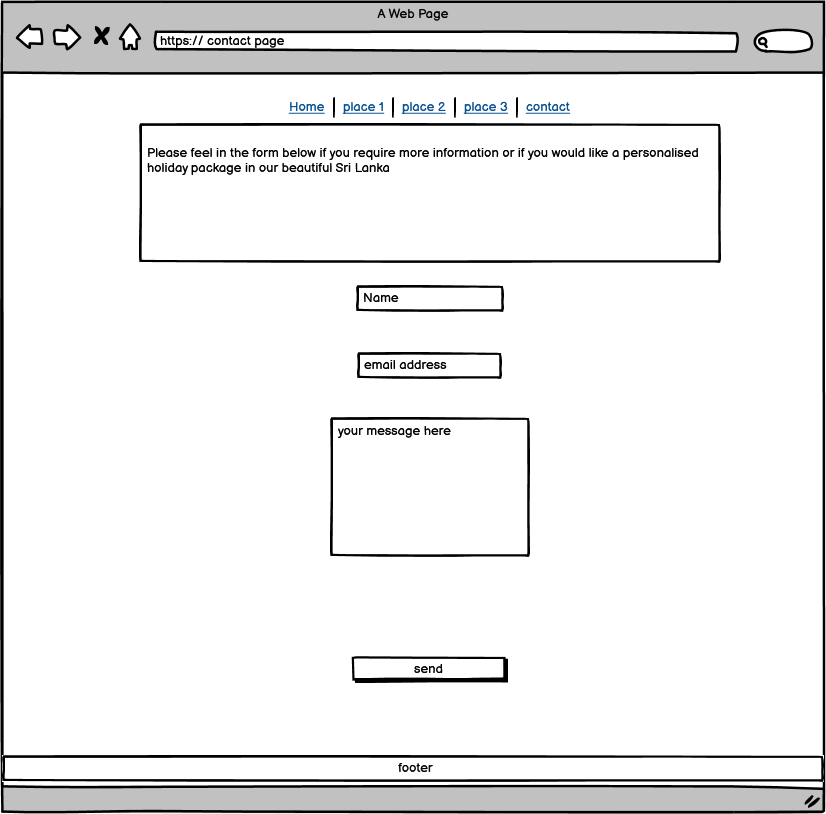 A Web Page
https:// contact page
Home | place 1 | place 2 | place 3 | contact
Please feel in the form below if you require more information or if you would like a personalised
holiday package in our beautiful Sri Lanka
Name
email address
your message here
send
footer